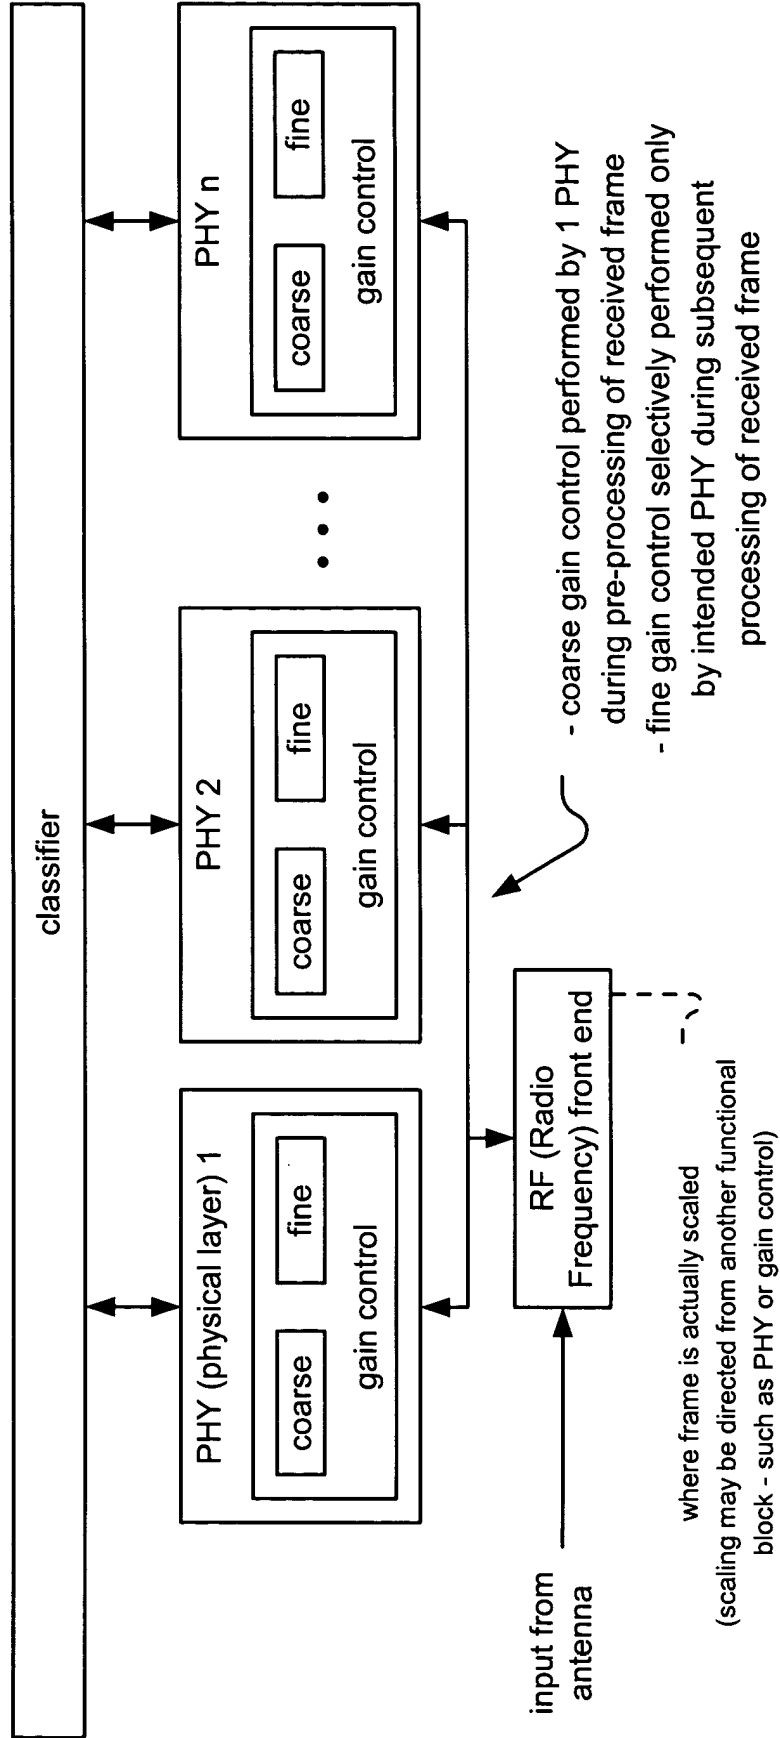 classifier
PHY (physical layer) 1
coarse
fine
gain control
PHY 2
coarse
fine
gain control
PHY n
coarse
fine
gain control
input from
antenna
RF (Radio
Frequency) front end
- coarse gain control performed by 1 PHY
during pre-processing of received frame
- fine gain control selectively performed only
by intended PHY during subsequent
processing of received frame
where frame is actually scaled
(scaling may be directed from another functional
block - such as PHY or gain control)